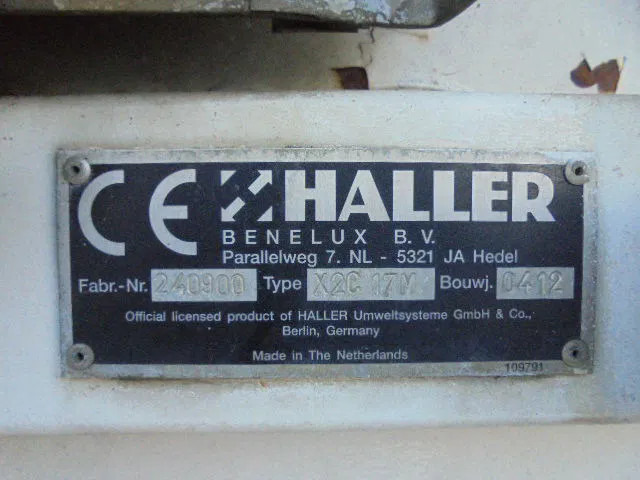 CE HALLER
BENELUX B.V.
Parallelweg 7. NL - 5321 JA Hedel
Fabr.-Nr. 240900 Type X2C 17M Bouwj. 0412
Official licensed product of HALLER Umweltsysteme GmbH & Co.,
Berlin, Germany
Made in The Netherlands
109791